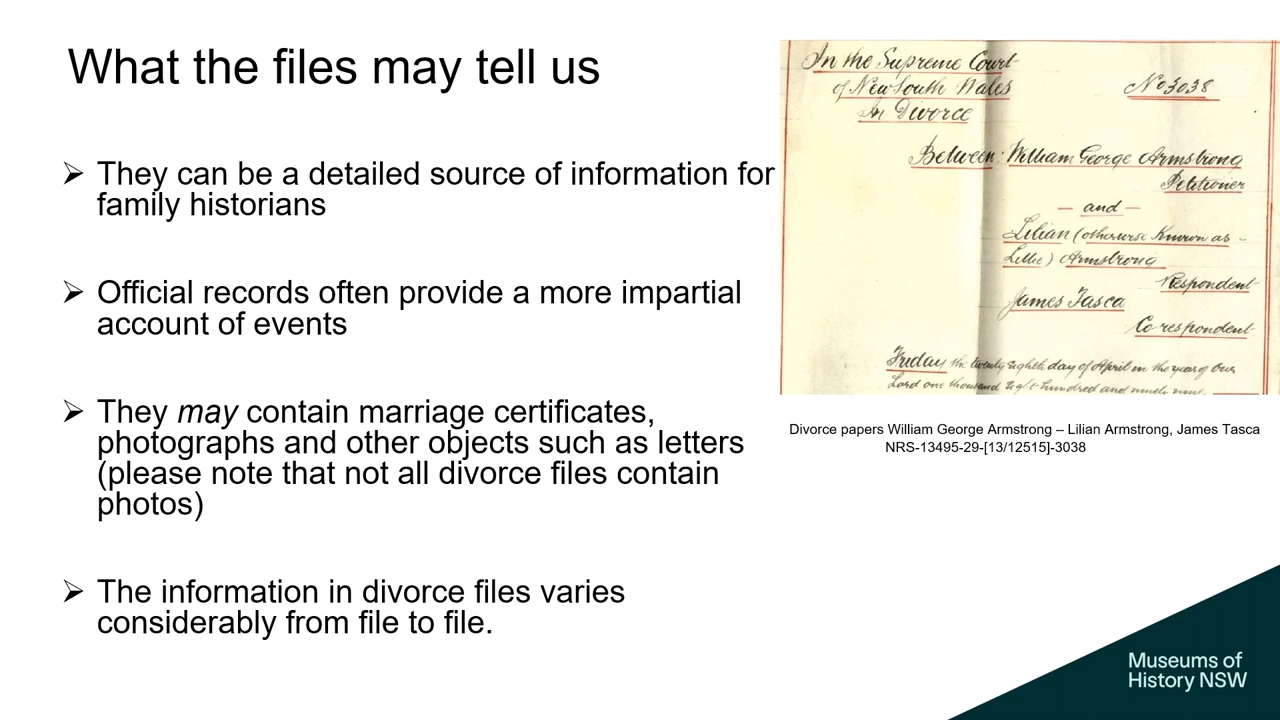 What the files may tell us
➢ They can be a detailed source of information for
family historians
➢ Official records often provide a more impartial
account of events
➢ They may contain marriage certificates,
photographs and other objects such as letters
(please note that not all divorce files contain
photos)
➢ The information in divorce files varies
considerably from file to file.
In the Supreme Court
of New South Wales
In Divorce
No 3038
Between: William George Armstrong
Petitioner
— and —
Lilian (otherwise Known as -
Lillie) Armstrong
Respondent
James Tasca
Co-respondent
Friday the twenty eighth day of April in the year of Our
Lord one thousand eight hundred and ninety nine.
Divorce papers William George Armstrong – Lilian Armstrong, James Tasca
NRS-13495-29-[13/12515]-3038
Museums of
History NSW